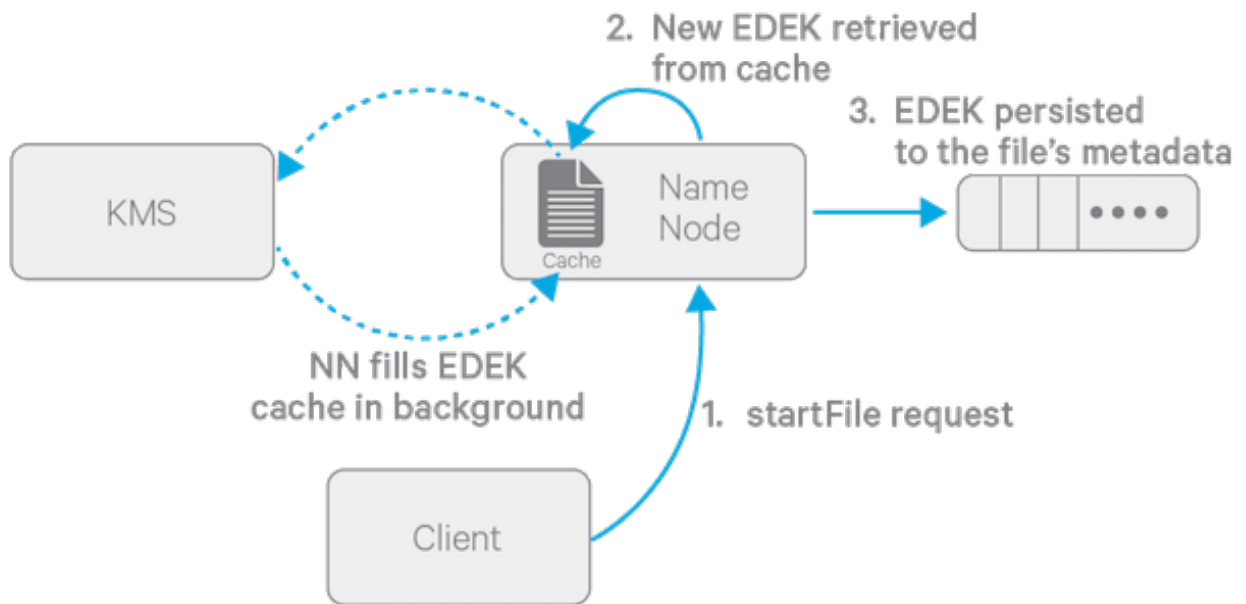 2. New EDEK retrieved
from cache
3. EDEK persisted
to the file's metadata
KMS
Name
Node
Cache
NN fills EDEK
cache in background
1. startFile request
Client